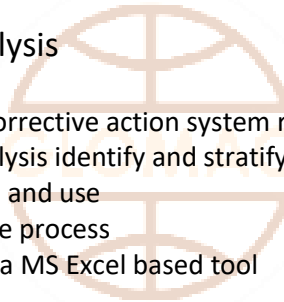 lysis
orrective action system r
lysis identify and stratify
and use
e process
a MS Excel based tool